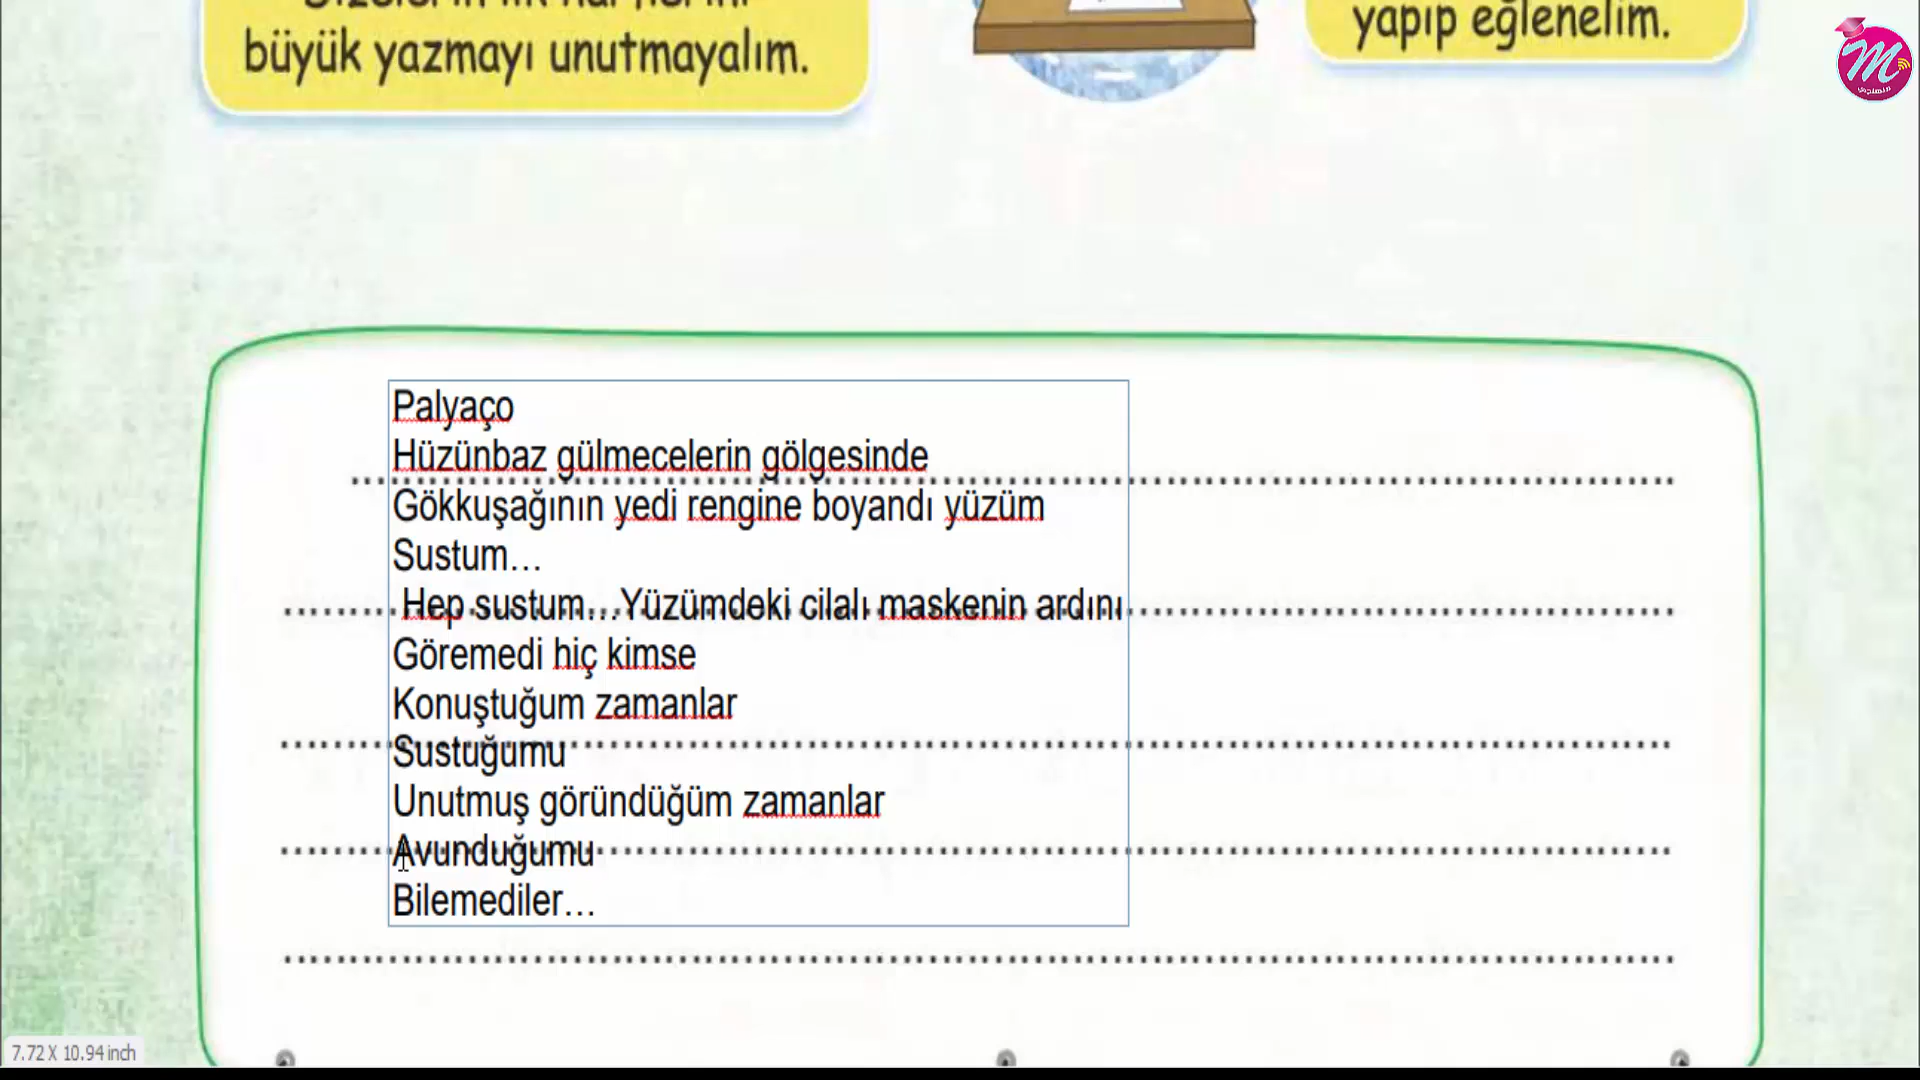 büyük yazmayı unutmayalım.
yapıp eğlenelim.
Palyaço
Hüzünbaz gülmecelerin gölgesinde
Gökkuşağının yedi rengine boyandı yüzüm
Sustum…
Hep sustum…Yüzümdeki cilalı maskenin ardını
Göremedi hiç kimse
Konuştuğum zamanlar
Sustuğumu
Unutmuş göründüğüm zamanlar
Avunduğumu
Bilemediler…
7.72 X 10.94 inch